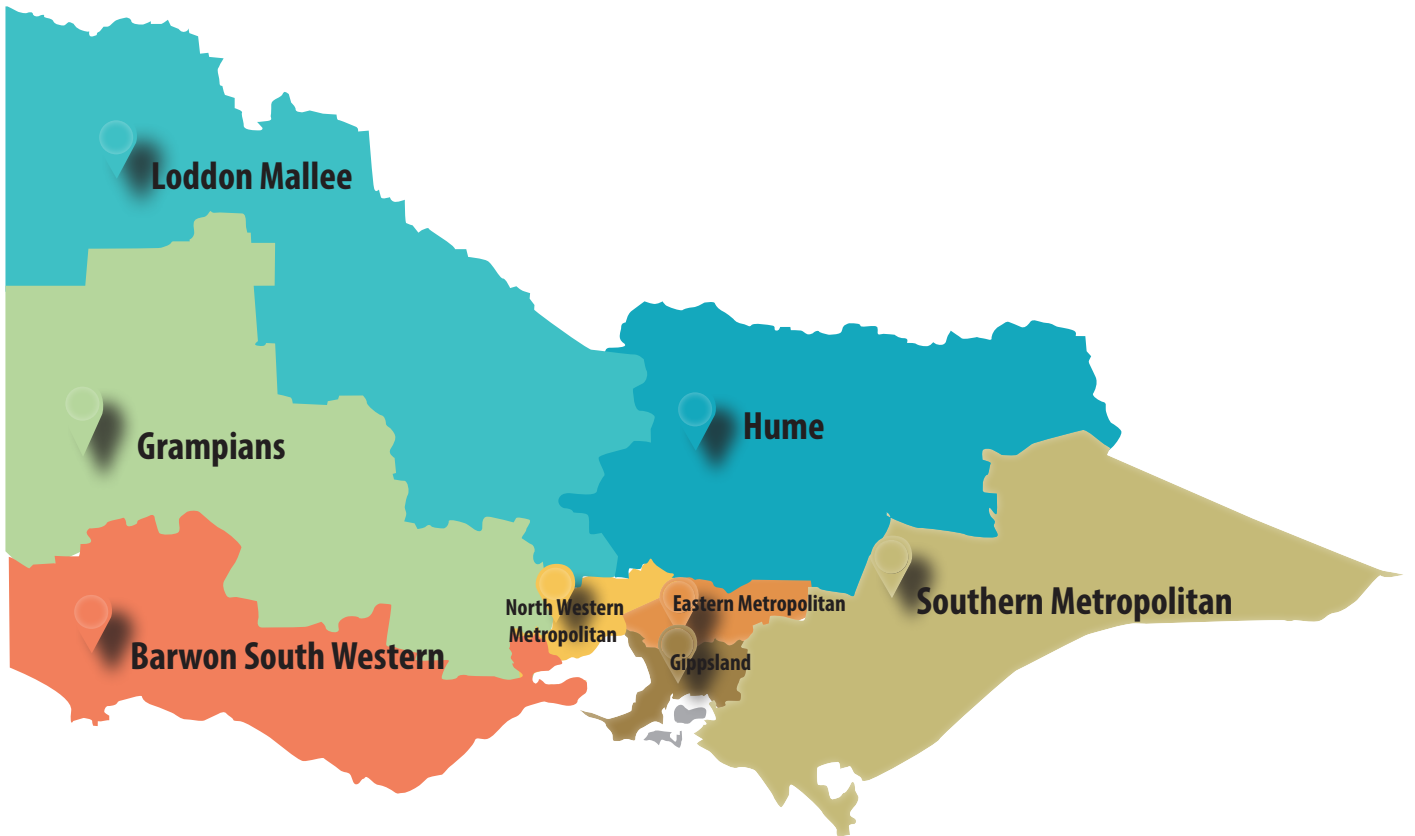 Loddon Mallee
Hume
Grampians
Southern Metropolitan
North Western
Metropolitan
Eastern Metropolitan
Barwon South Western
Gippsland